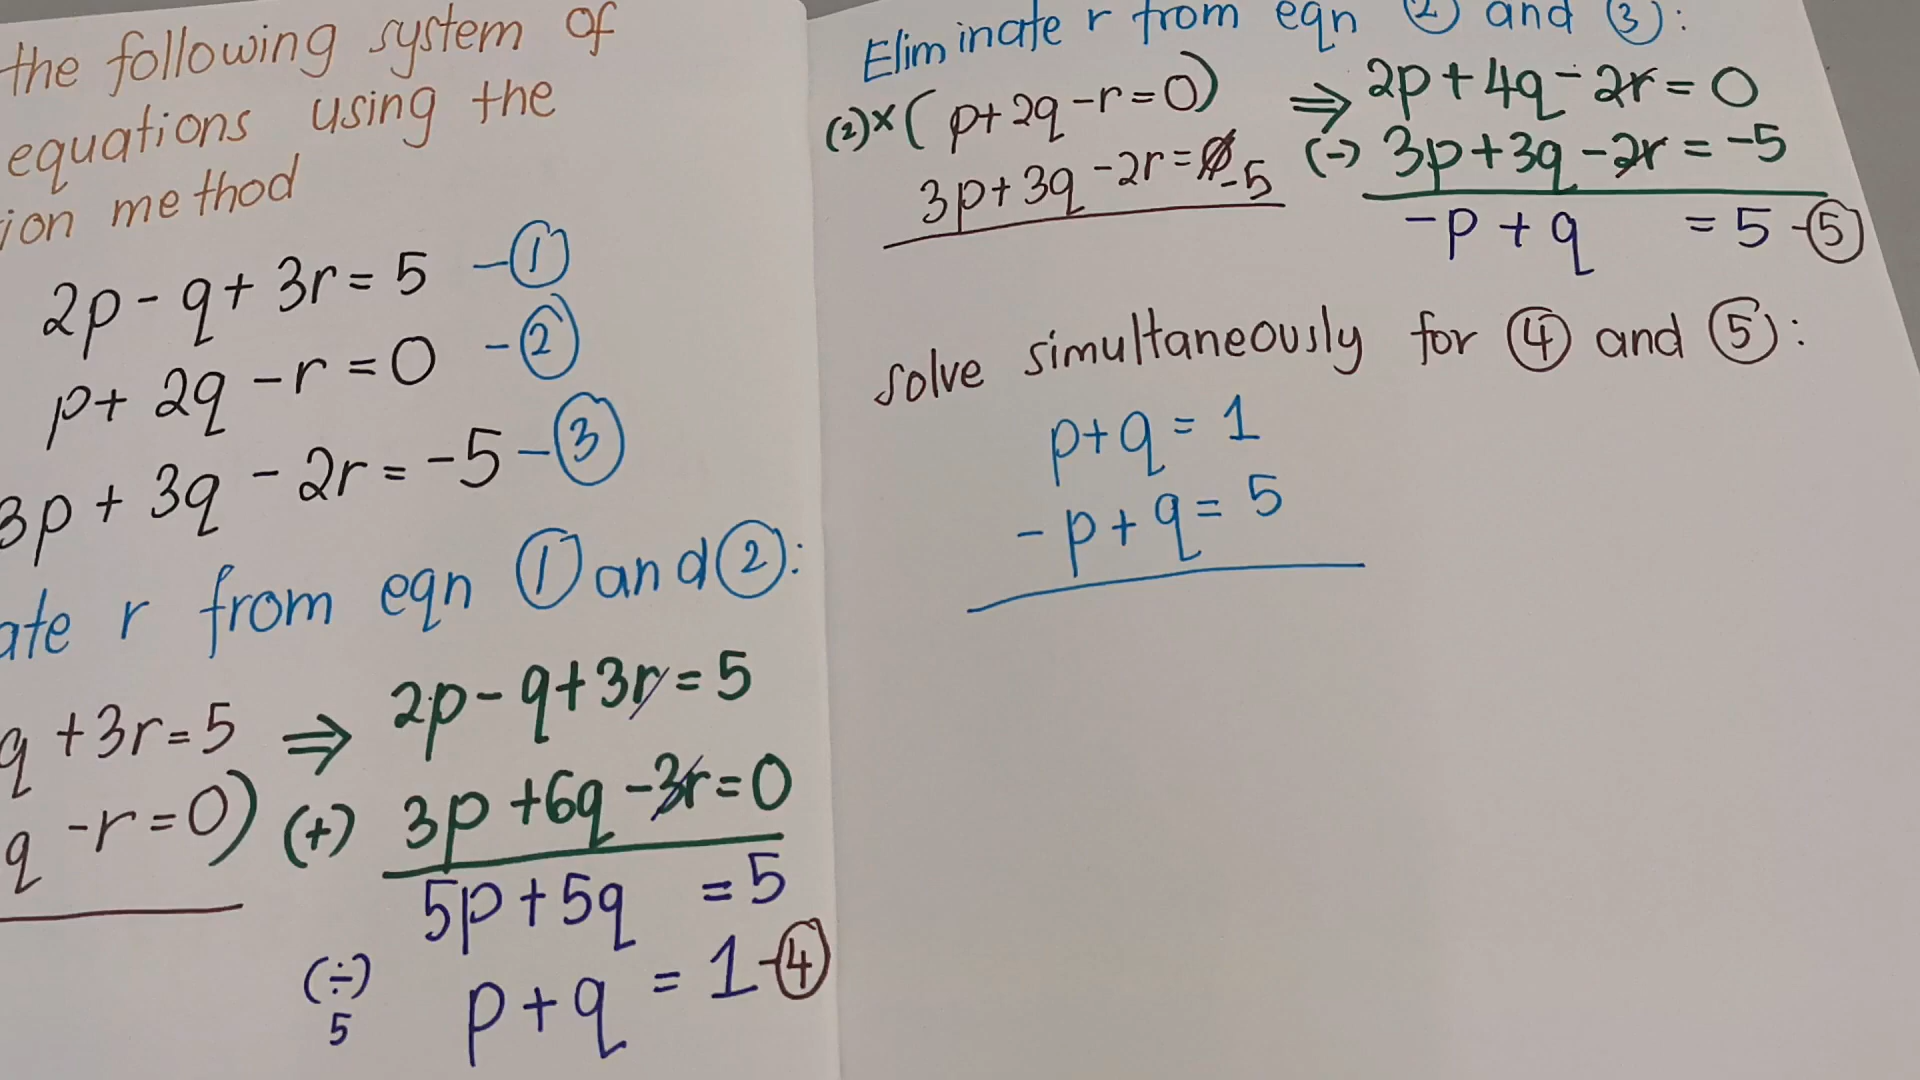 the following system of
equations using the
ion method
2p - q + 3r = 5 - ①
p + 2q - r = 0 - ②
3p + 3q - 2r = -5 - ③
ate r from eqn ① and ②:
q + 3r = 5 ⇒ 2p - q + 3r = 5
q - r = 0) (+) 3p + 6q - 3r = 0
5p + 5q = 5
(÷) 5 p + q = 1 - ④
Eliminate r from eqn ② and ③:
(2)×( p + 2q - r = 0) ⇒ 2p + 4q - 2r = 0
3p + 3q - 2r = -5 (-) 3p + 3q - 2r = -5
-p + q = 5 - ⑤
solve simultaneously for ④ and ⑤:
p + q = 1
- p + q = 5